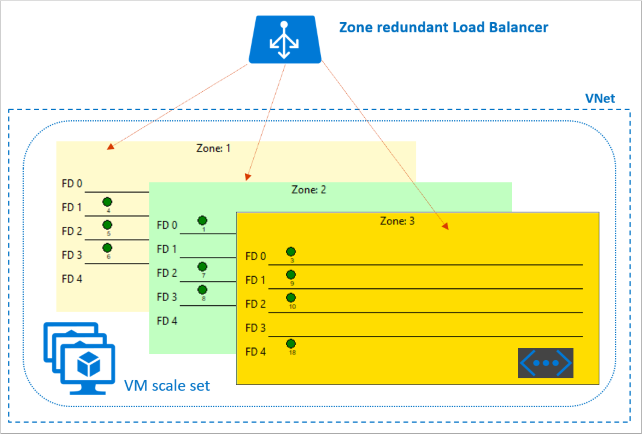 Zone redundant Load Balancer
VNet
Zone: 1
FD 0
FD 1
4
FD 2
5
FD 3
6
FD 4
Zone: 2
FD 0
1
FD 1
FD 2
7
FD 3
8
FD 4
Zone: 3
FD 0
3
FD 1
9
FD 2
10
FD 3
FD 4
18
VM scale set